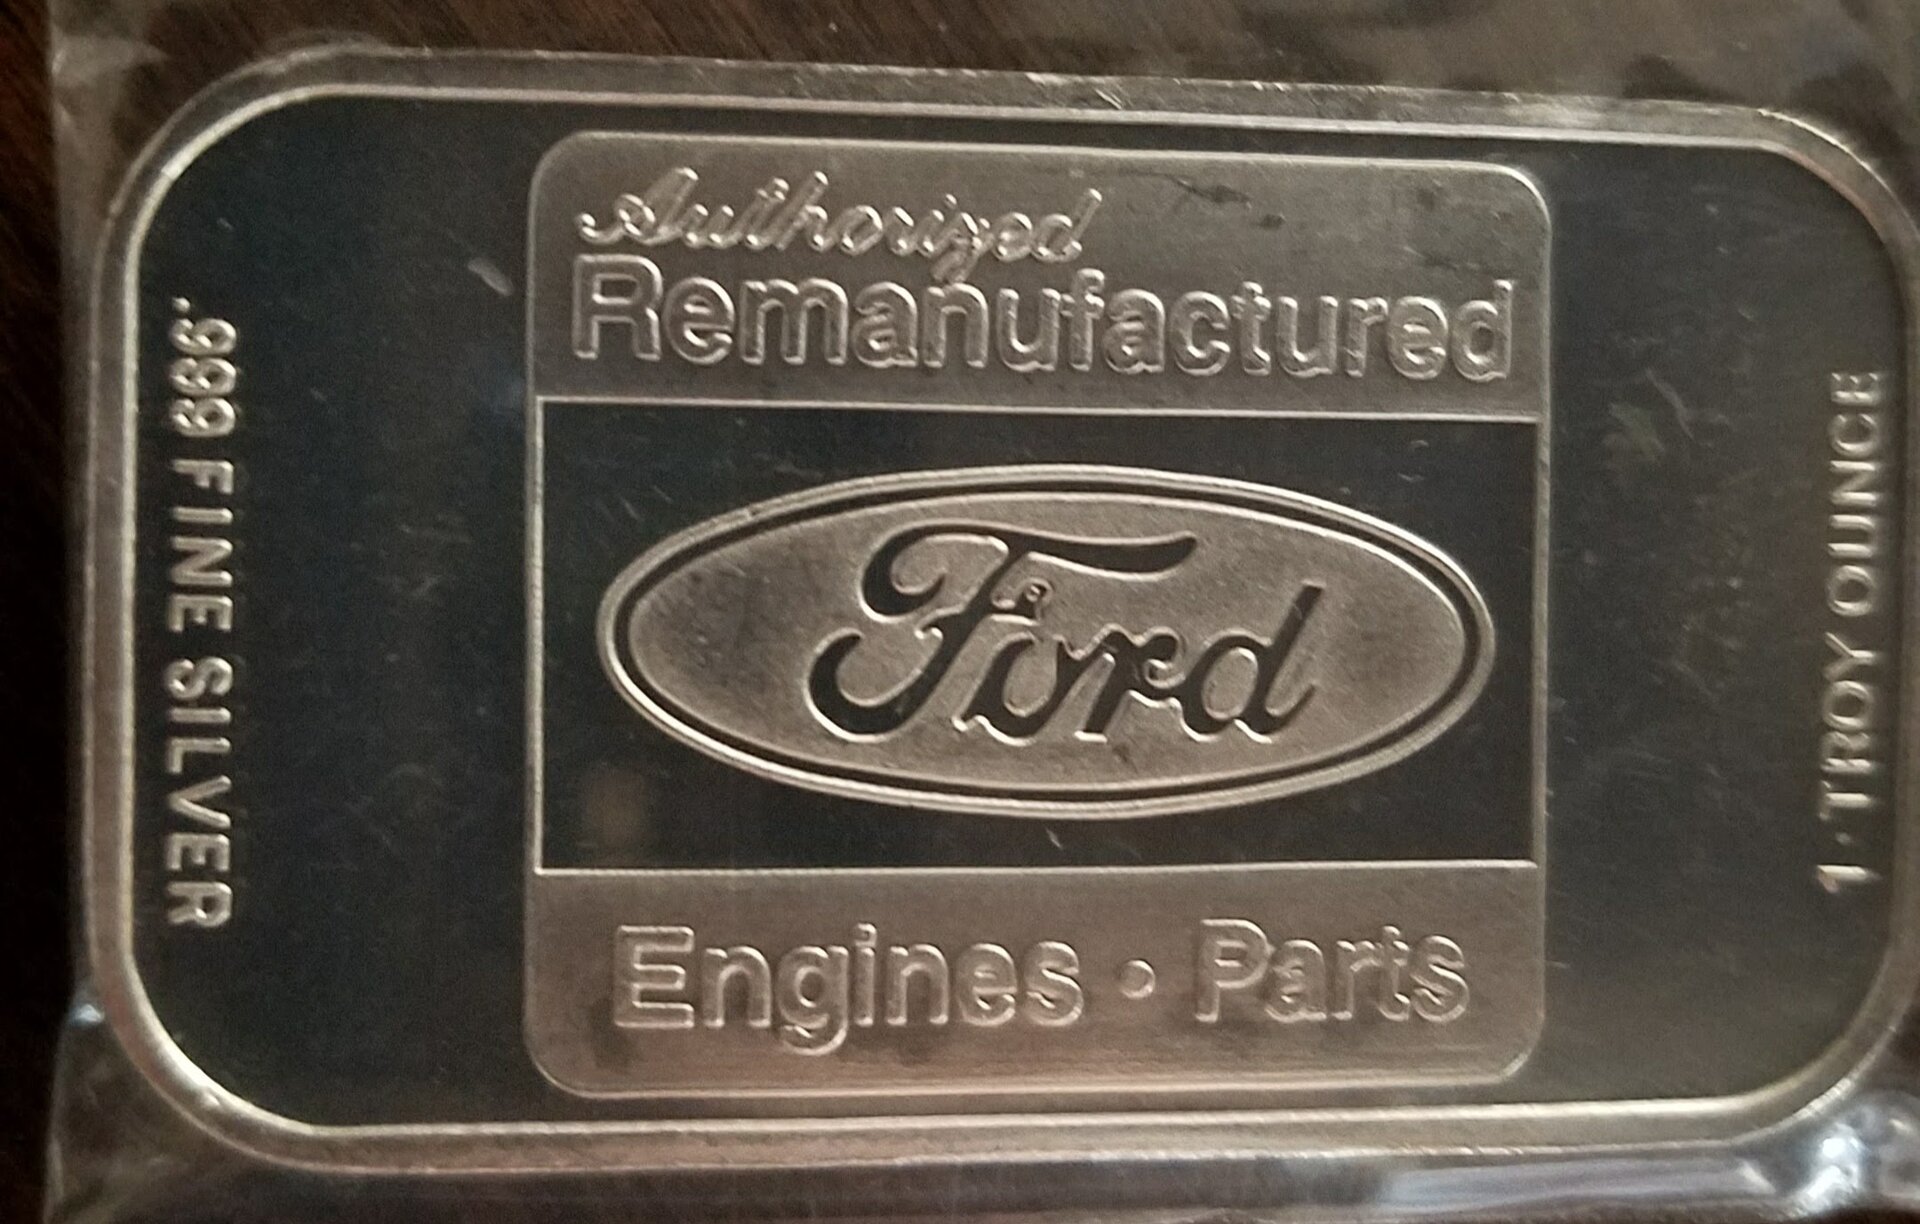 Authorized
Remanufactured
Ford
®
Engines • Parts
.999 FINE SILVER
1 · TROY OUNCE